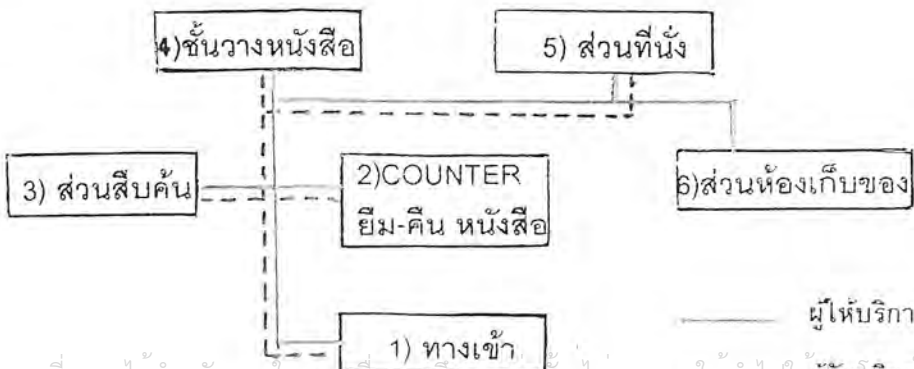 4)ชั้นวางหนังสือ
5) ส่วนที่นั่ง
3) ส่วนสืบค้น
2)COUNTER
ยืม-คืน หนังสือ
6)ส่วนห้องเก็บของ
1) ทางเข้า